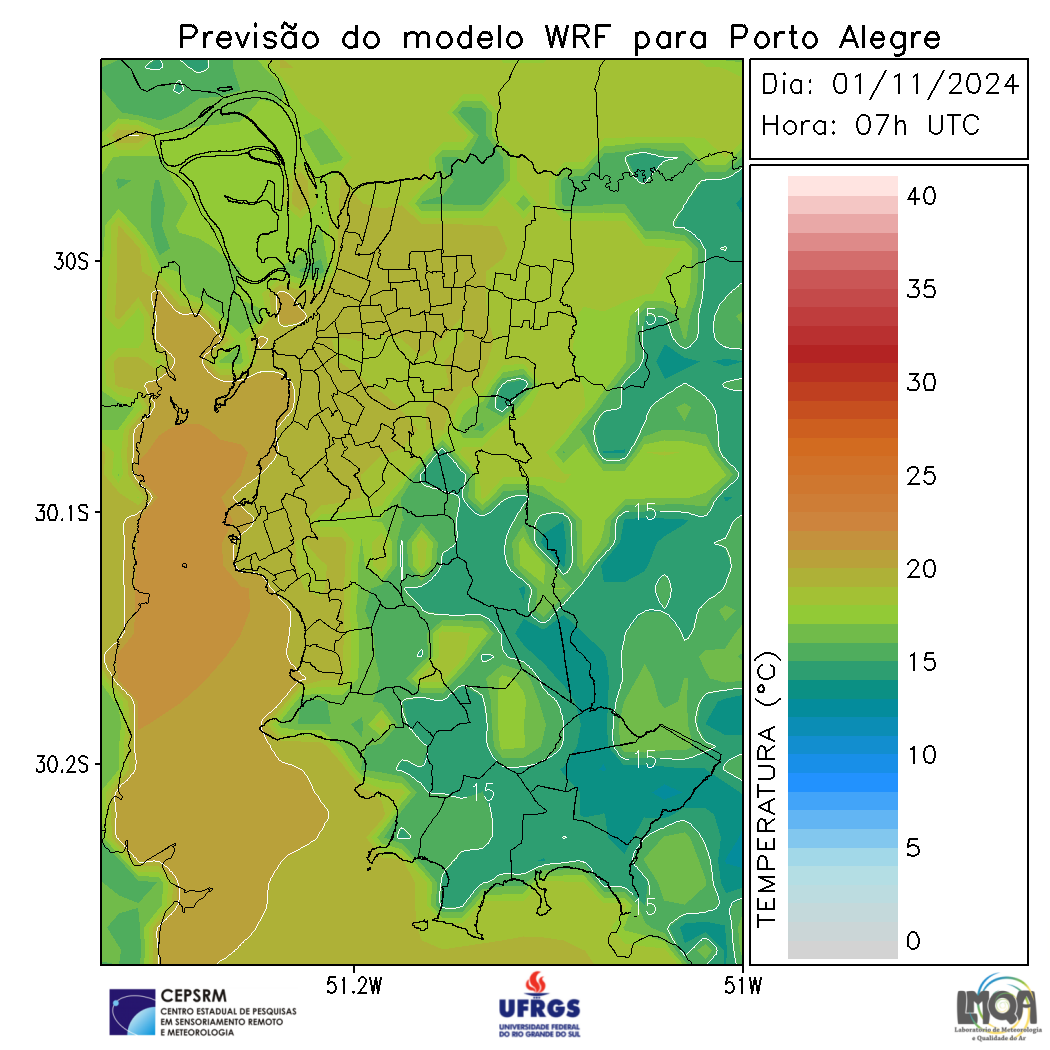 Previsão do modelo WRF para Porto Alegre
Dia: 01/11/2024
Hora: 07h UTC
40
35
30
25
20
15
10
5
0
TEMPERATURA (°C)
30S
30.1S
30.2S
51.2W
51W
15
15
15
15
15
CEPSRM
CENTRO ESTADUAL DE PESQUISAS
EM SENSORIAMENTO REMOTO
E METEOROLOGIA
UFRGS
UNIVERSIDADE FEDERAL
DO RIO GRANDE DO SUL
LMQA
Laboratório de Meteorologia
e Qualidade do Ar